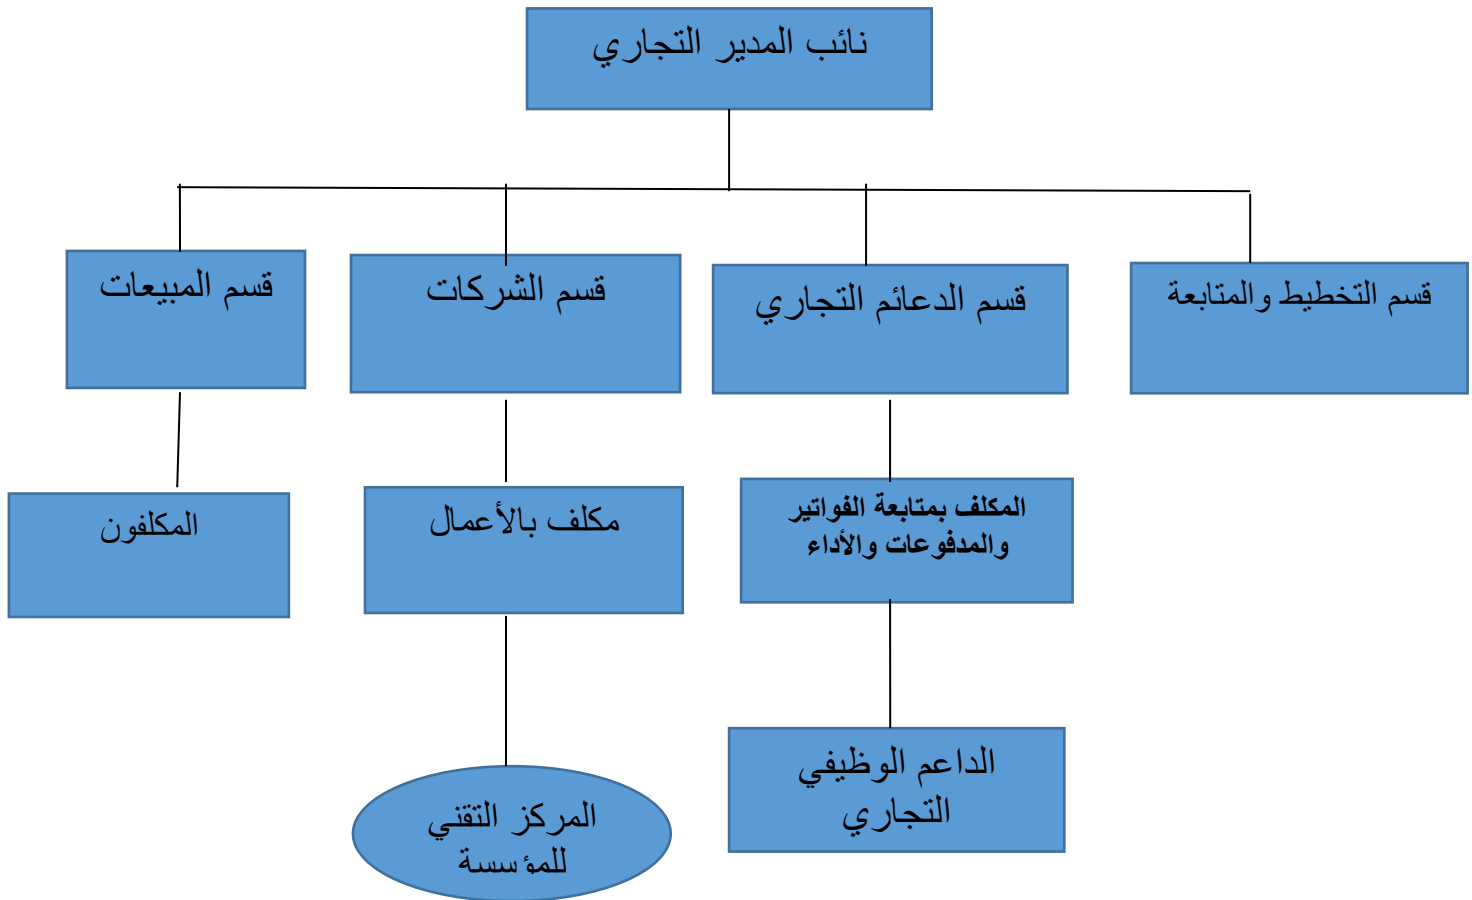 نائب المدير التجاري
قسم التخطيط والمتابعة
قسم الدعائم التجاري
قسم الشركات
قسم المبيعات
المكلف بمتابعة الفواتير
والمدفوعات والأداء
مكلف بالأعمال
المكلفون
الداعم الوظيفي
التجاري
المركز التقني
للمؤسسة